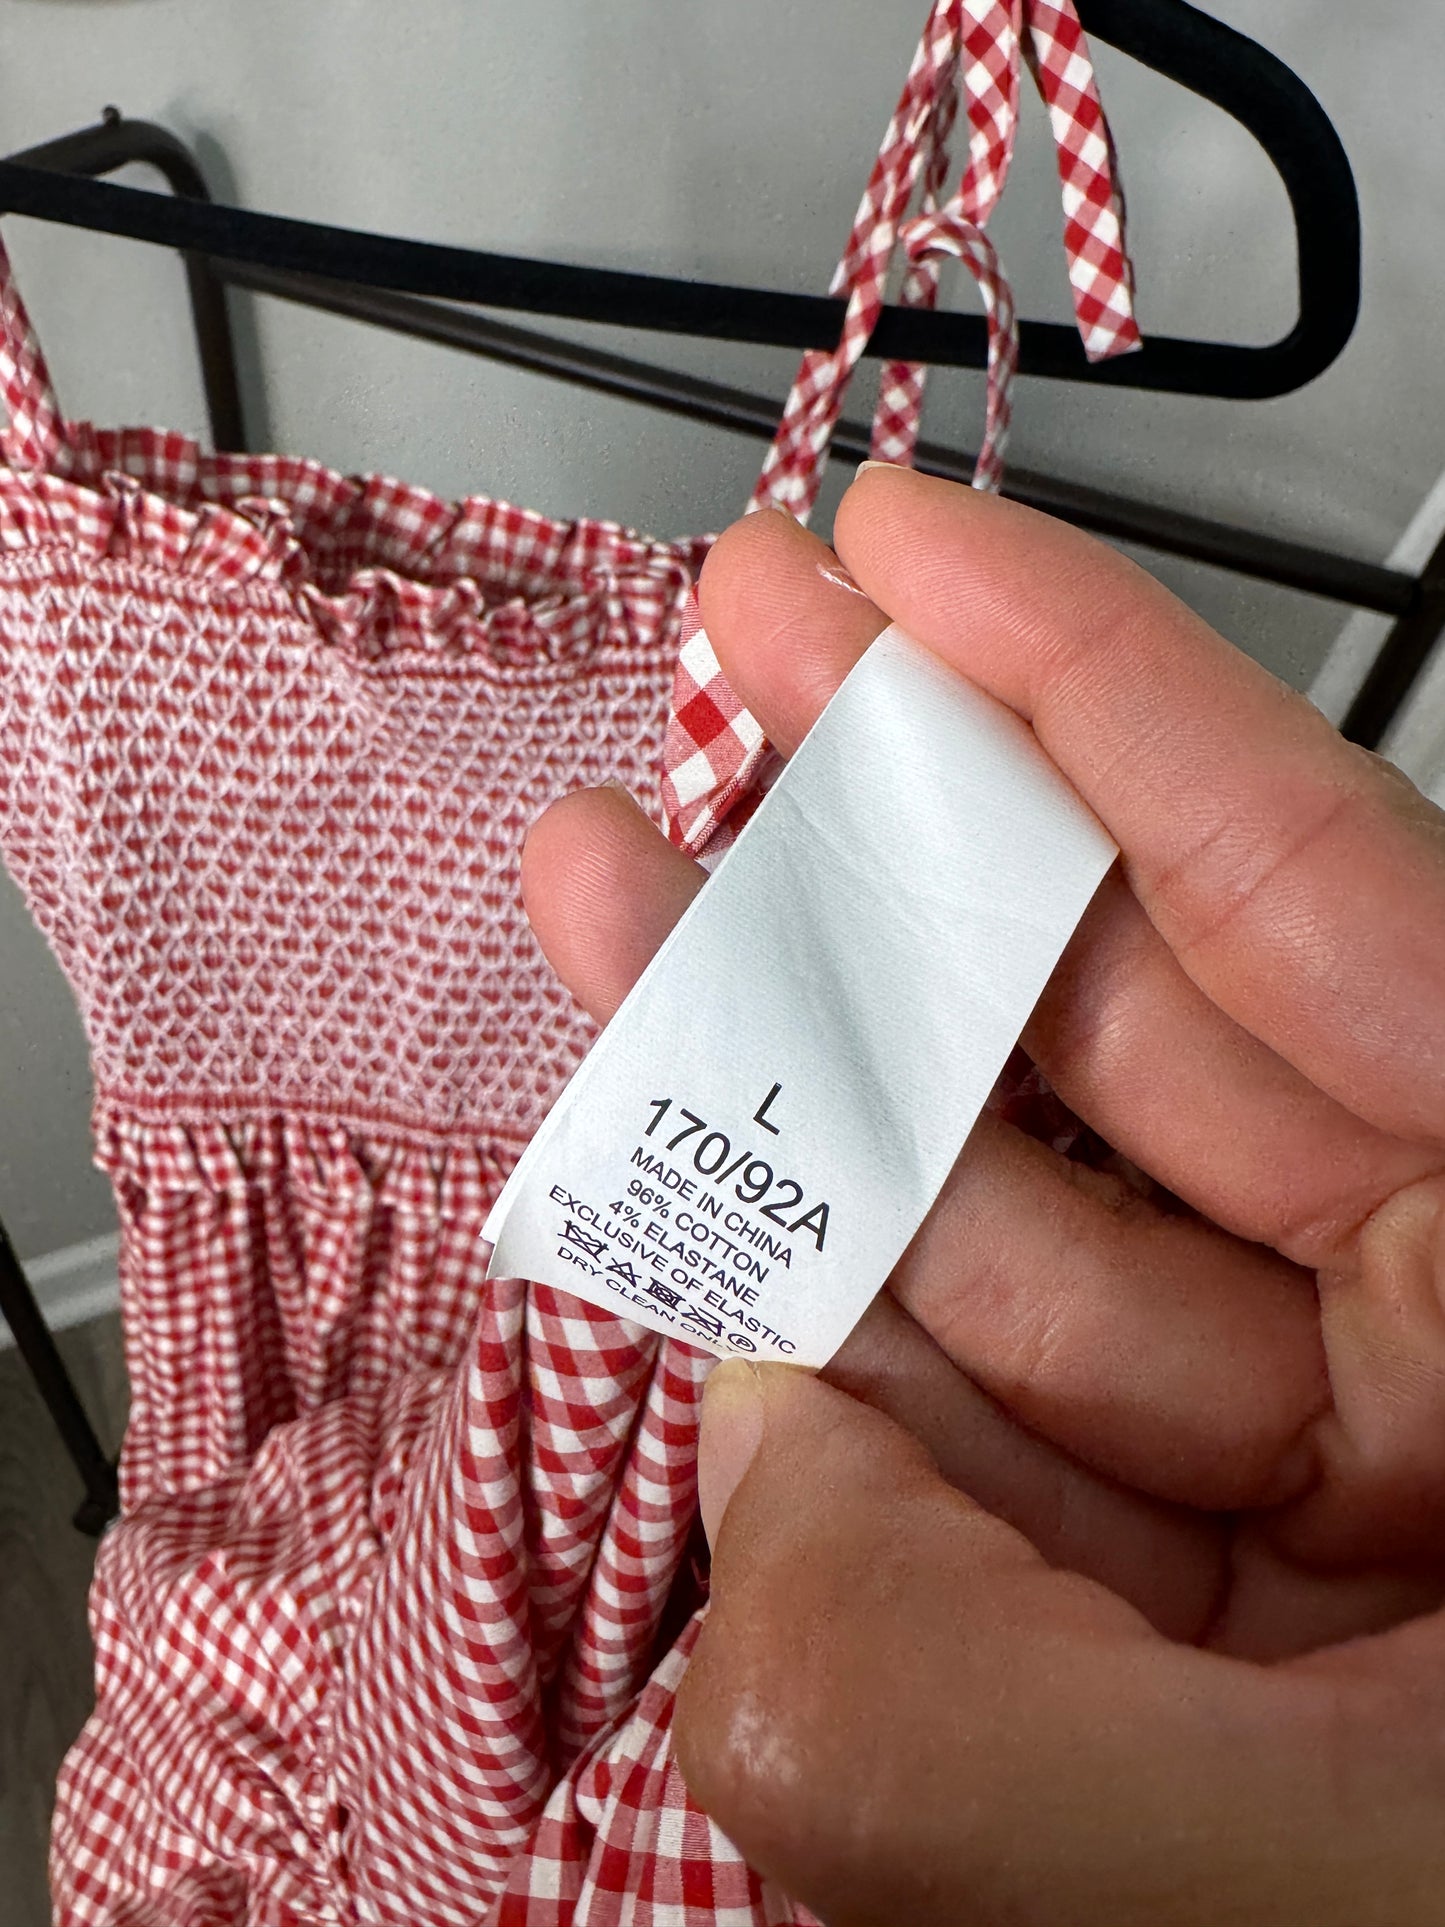 L
170/92A
MADE IN CHINA
96% COTTON
4% ELASTANE
EXCLUSIVE OF ELASTIC
P
DRY CLEAN ONLY